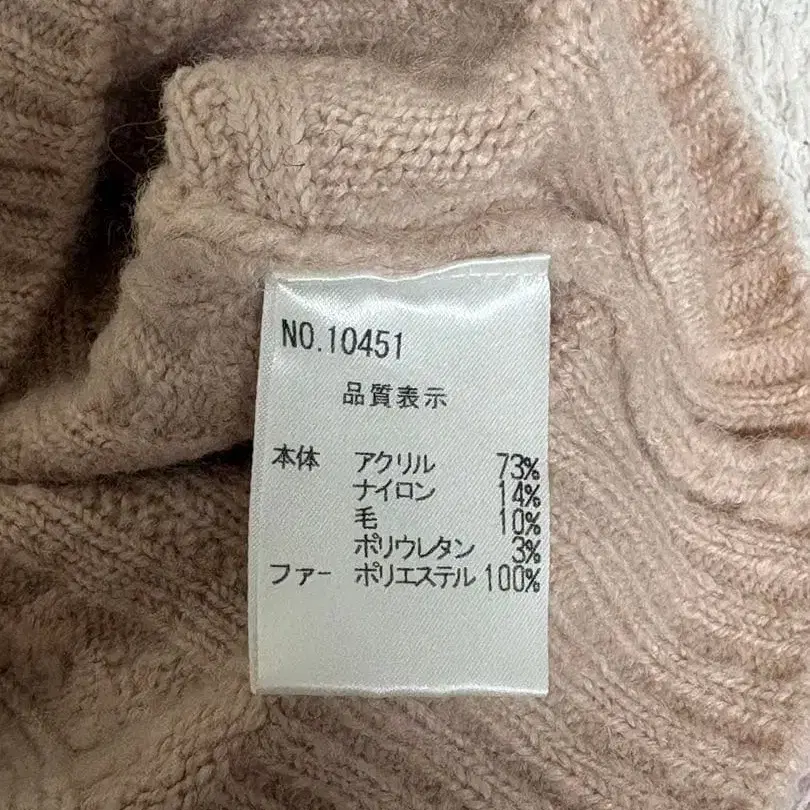 NO.10451
品質表示
本体 アクリル 73%
ナイロン 14%
毛 10%
ポリウレタン 3%
ファー ポリエステル 100%